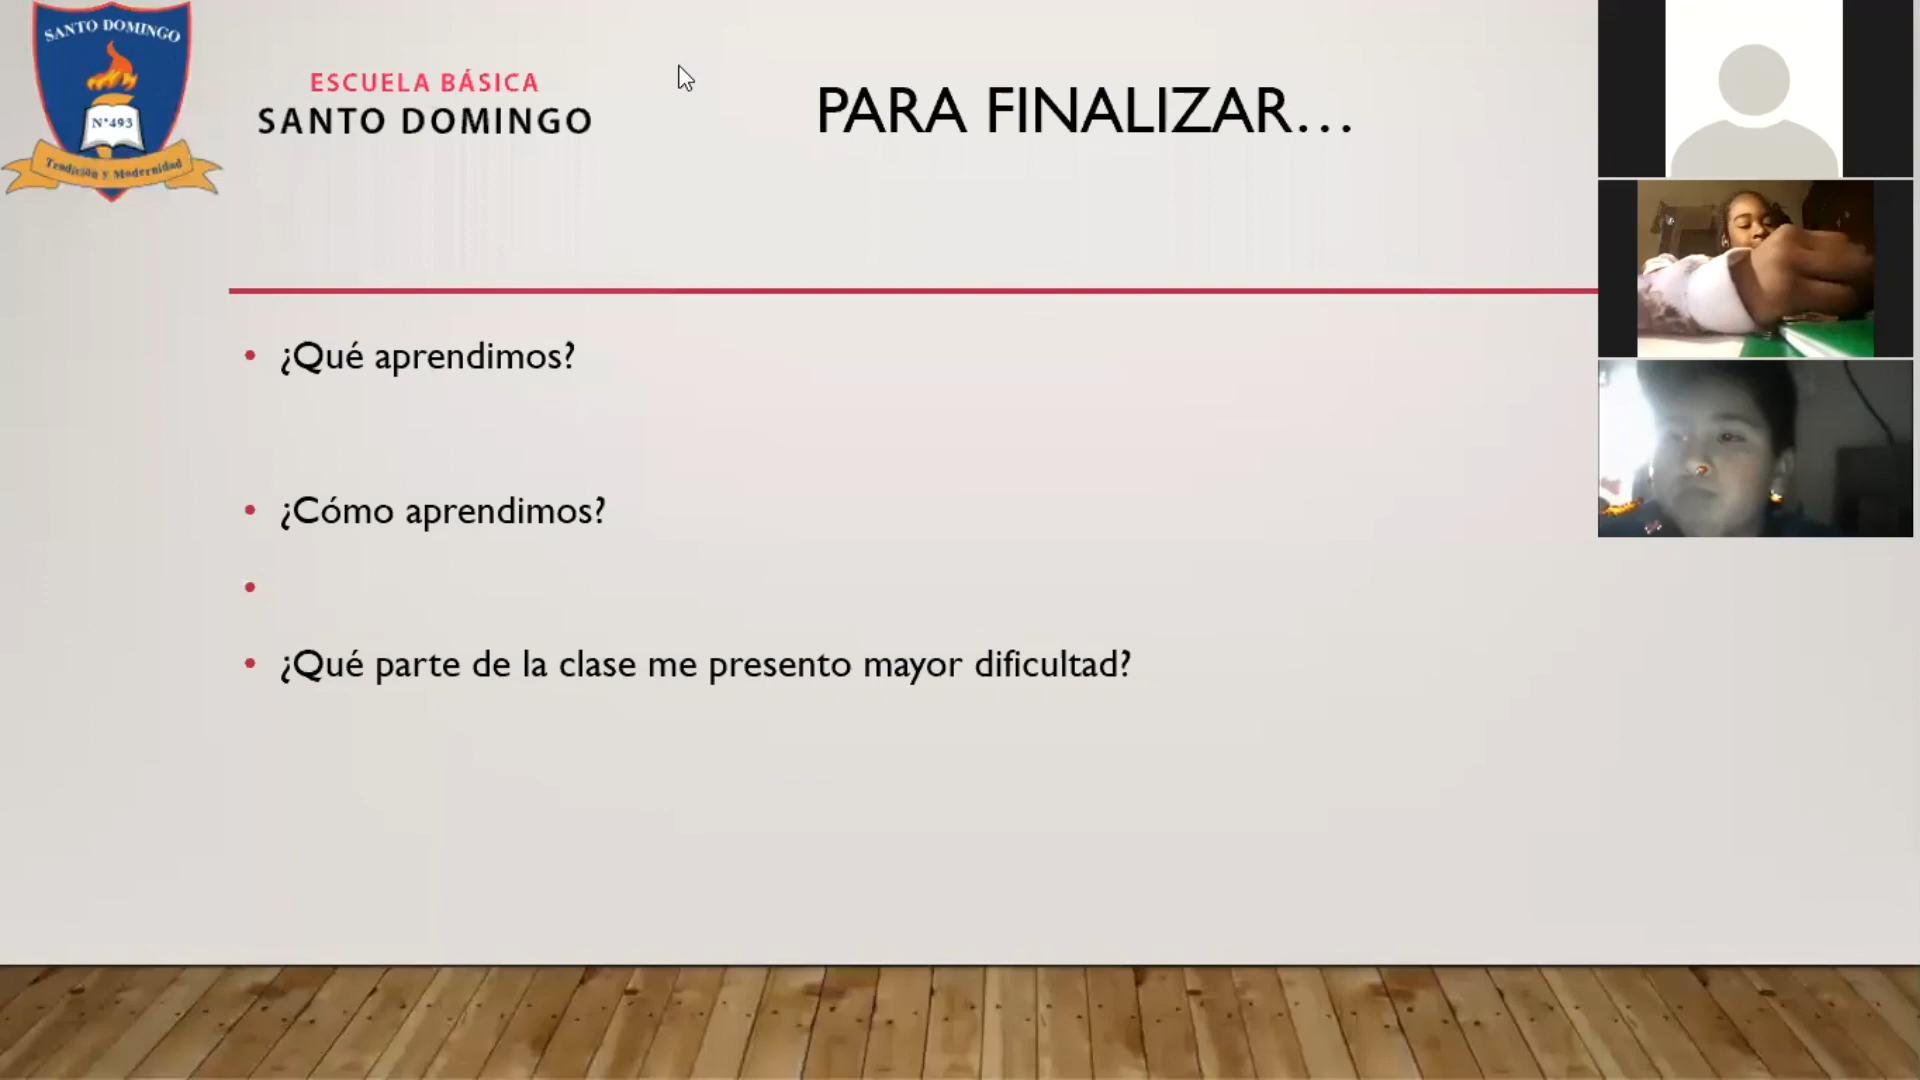 SANTO DOMINGO
N°493
Tradición y Modernidad
ESCUELA BÁSICA
SANTO DOMINGO
PARA FINALIZAR...
¿Qué aprendimos?
¿Cómo aprendimos?
¿Qué parte de la clase me presento mayor dificultad?